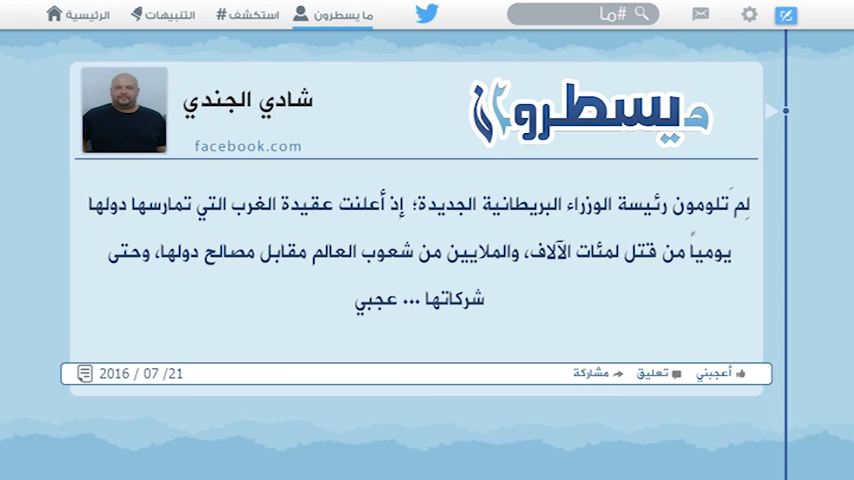 الرئيسية
التنبيهات
استكشف #
ما يسطرون
#ما
شادي الجندي
facebook.com
ما يسطرون
لِمَ تلومون رئيسة الوزراء البريطانية الجديدة؛ إذ أعلنت عقيدة الغرب التي تمارسها دولها
يومياً من قتل لمئات الآلاف، والملايين من شعوب العالم مقابل مصالح دولها، وحتى
شركاتها ... عجبي
أعجبني تعليق مشاركة
2016 / 07 /21